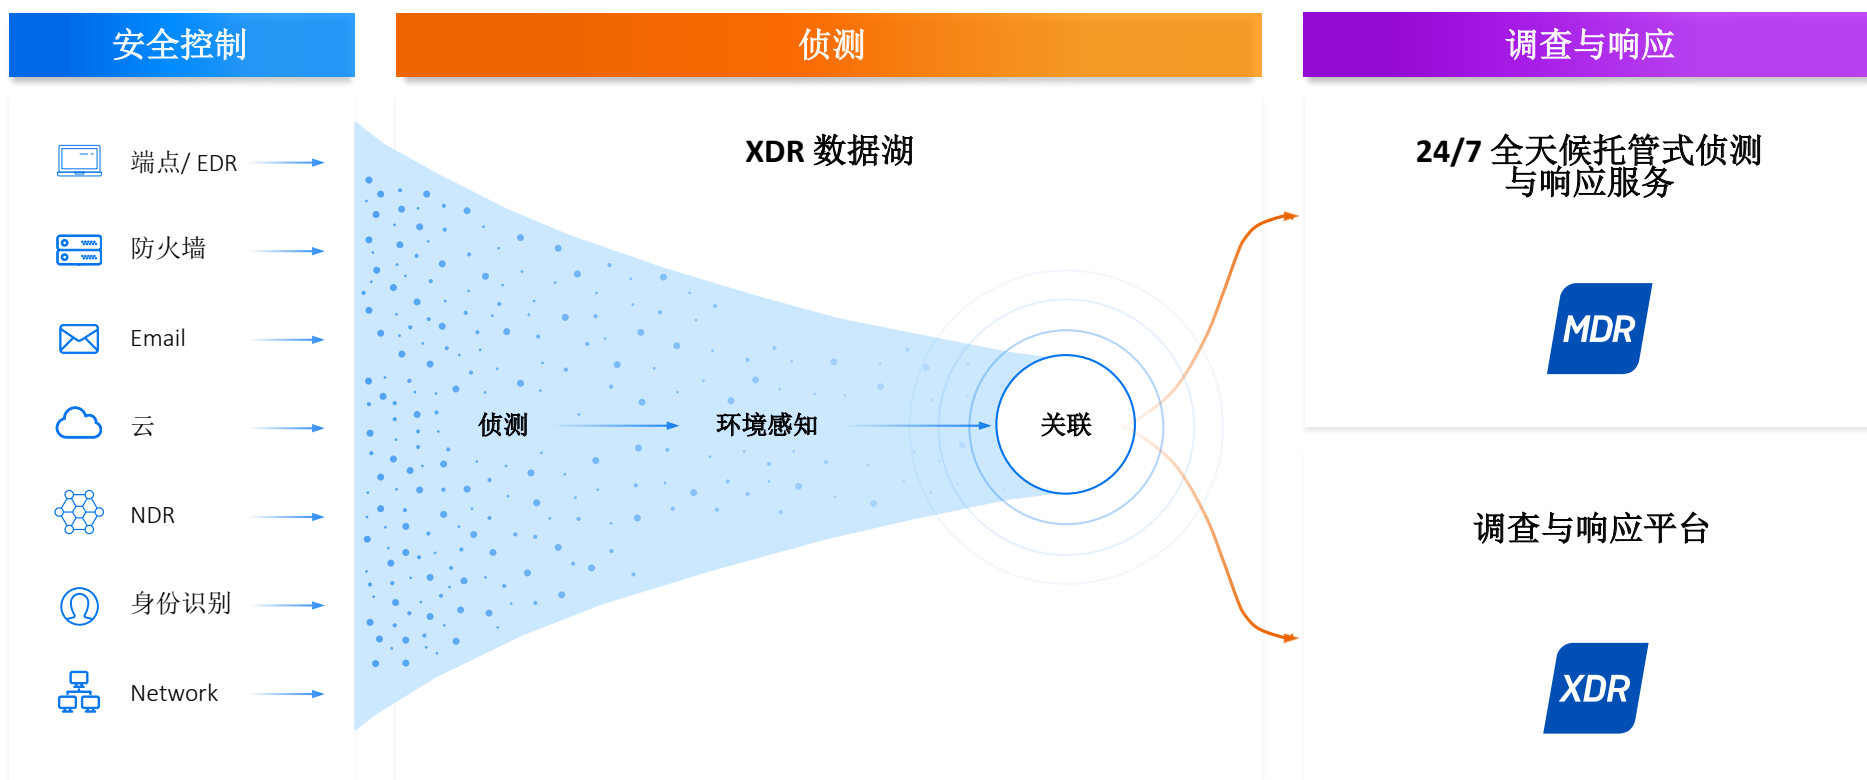 安全控制
侦测
调查与响应
端点/ EDR
防火墙
Email
云
NDR
身份识别
Network
XDR 数据湖
侦测
环境感知
关联
24/7 全天候托管式侦测
与响应服务
MDR
调查与响应平台
XDR